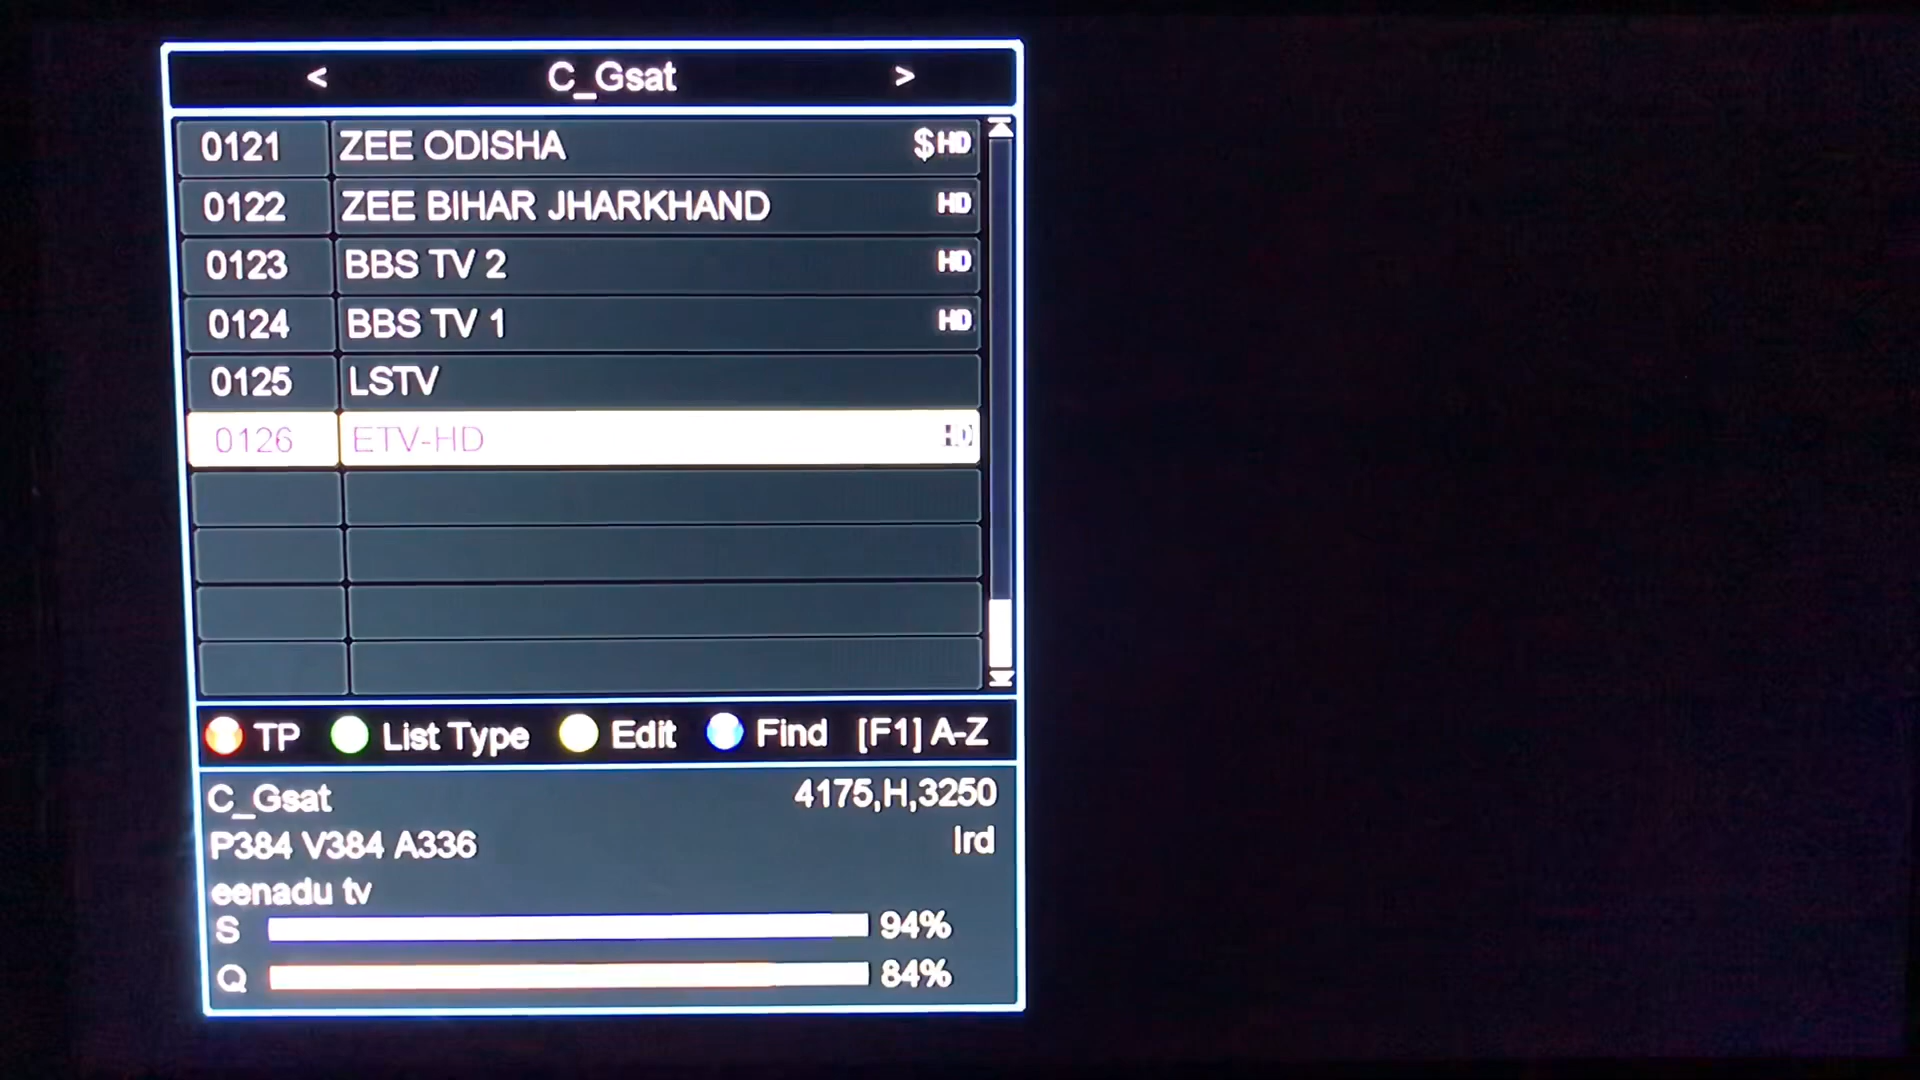 < C_Gsat >
0121 ZEE ODISHA $ HD
0122 ZEE BIHAR JHARKHAND HD
0123 BBS TV 2 HD
0124 BBS TV 1 HD
0125 LSTV
0126 ETV-HD HD
TP List Type Edit Find [F1] A-Z
C_Gsat 4175,H,3250
P384 V384 A336 Ird
eenadu tv
S 94%
Q 84%